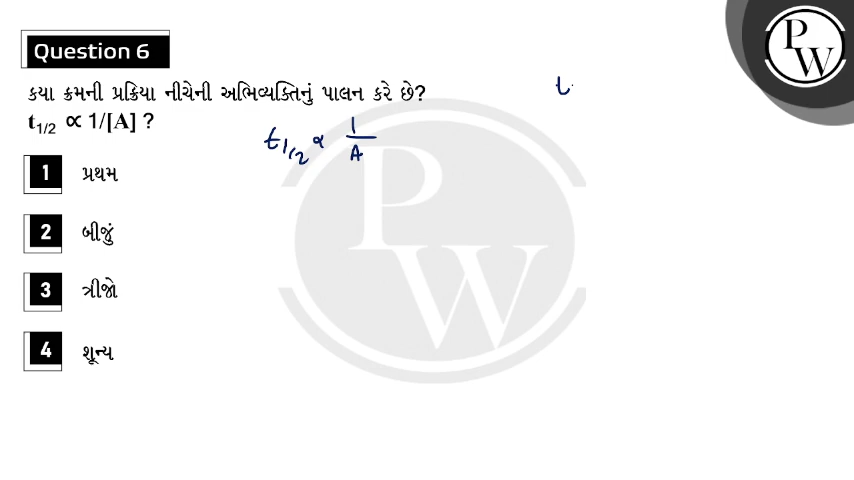 Question 6
કયા ક્રમની પ્રક્રિયા નીચેની અભિવ્યક્તિનું પાલન કરે છે?
t1/2 ∝ 1/[A] ?
t1/2 ∝ 1/A
t
1 પ્રથમ
2 બીજું
3 ત્રીજો
4 શૂન્ય
P
W
P
W